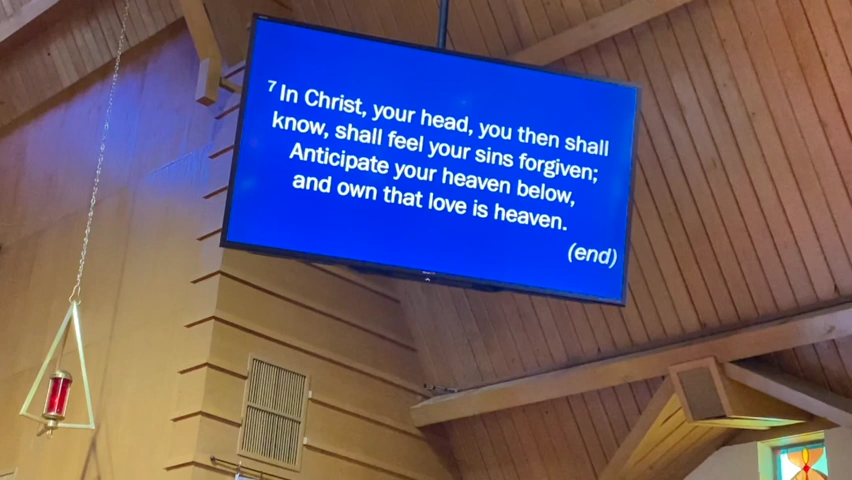 7 In Christ, your head, you then shall
know, shall feel your sins forgiven;
Anticipate your heaven below,
and own that love is heaven.
(end)